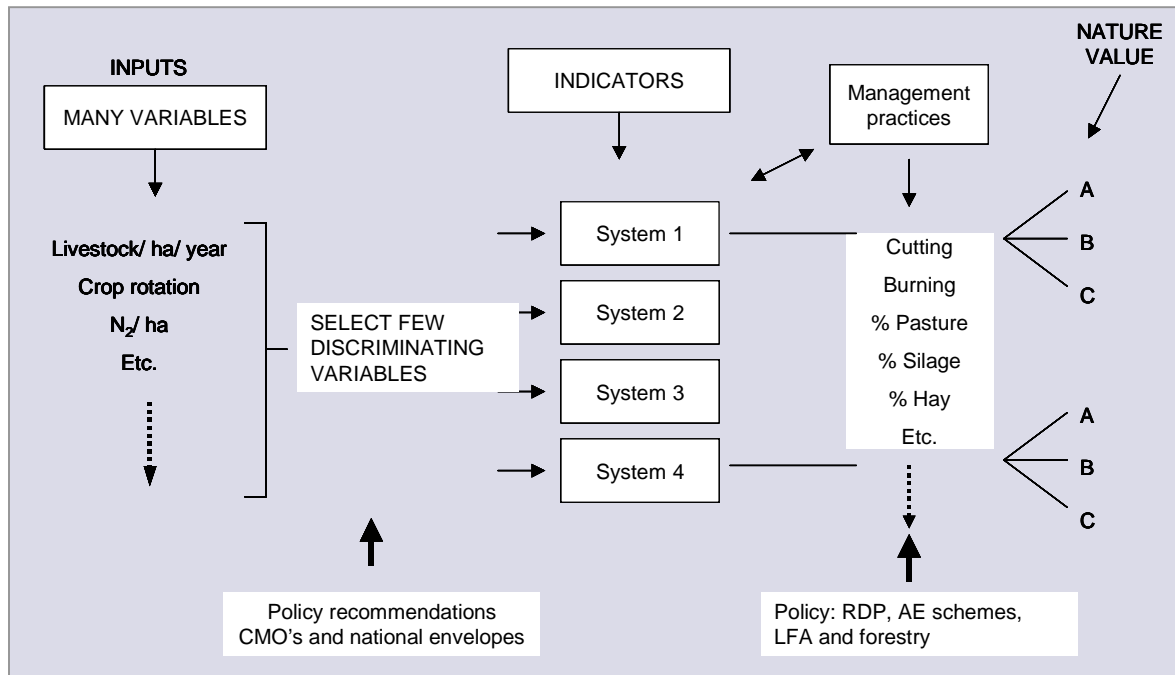 INPUTS
MANY VARIABLES
Livestock/ ha/ year
Crop rotation
N₂/ ha
Etc.
SELECT FEW
DISCRIMINATING
VARIABLES
Policy recommendations
CMO's and national envelopes
INDICATORS
System 1
System 2
System 3
System 4
Management
practices
Cutting
Burning
% Pasture
% Silage
% Hay
Etc.
Policy: RDP, AE schemes,
LFA and forestry
NATURE
VALUE
A
B
C
A
B
C